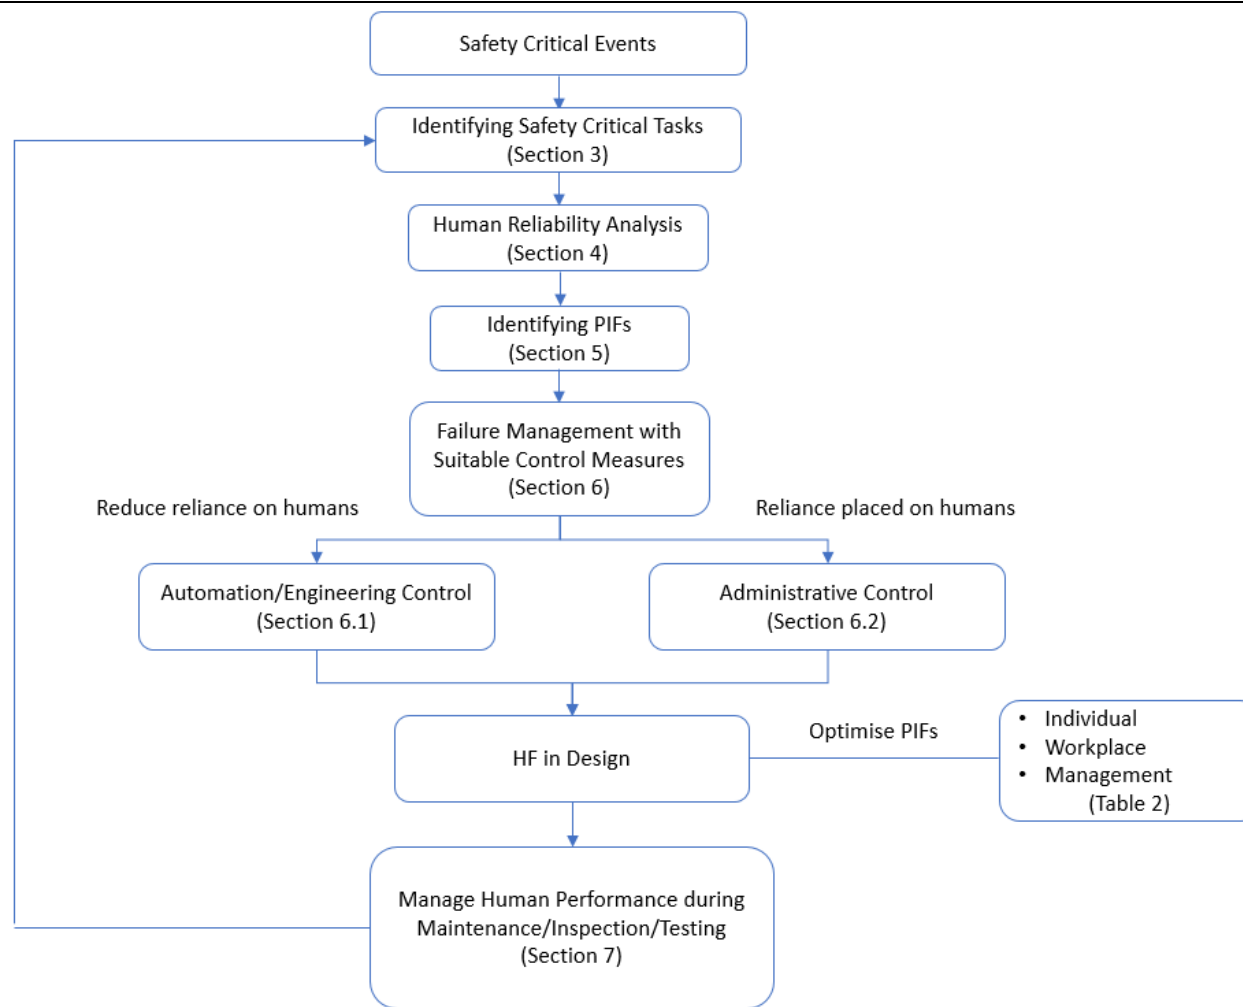 Safety Critical Events
Identifying Safety Critical Tasks
(Section 3)
Human Reliability Analysis
(Section 4)
Identifying PIFs
(Section 5)
Failure Management with
Suitable Control Measures
(Section 6)
Reduce reliance on humans
Reliance placed on humans
Automation/Engineering Control
(Section 6.1)
Administrative Control
(Section 6.2)
HF in Design
Optimise PIFs
• Individual
• Workplace
• Management
(Table 2)
Manage Human Performance during
Maintenance/Inspection/Testing
(Section 7)